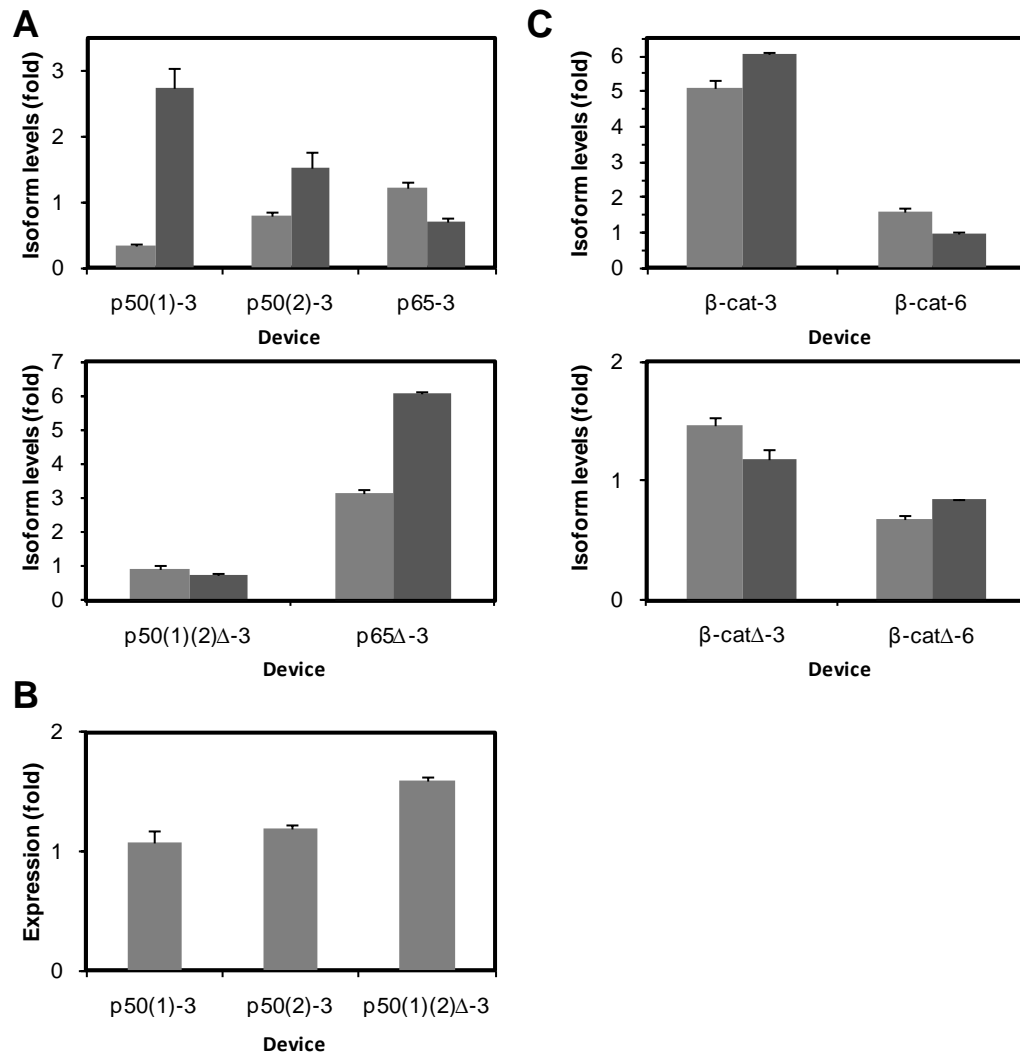 A
Isoform levels (fold)
3
2
1
0
p50(1)-3 p50(2)-3 p65-3
Device
Isoform levels (fold)
7
6
5
4
3
2
1
0
p50(1)(2)Δ-3 p65Δ-3
Device
B
Expression (fold)
2
1
0
p50(1)-3 p50(2)-3 p50(1)(2)Δ-3
Device
C
Isoform levels (fold)
6
5
4
3
2
1
0
β-cat-3 β-cat-6
Device
Isoform levels (fold)
2
1
0
β-catΔ-3 β-catΔ-6
Device